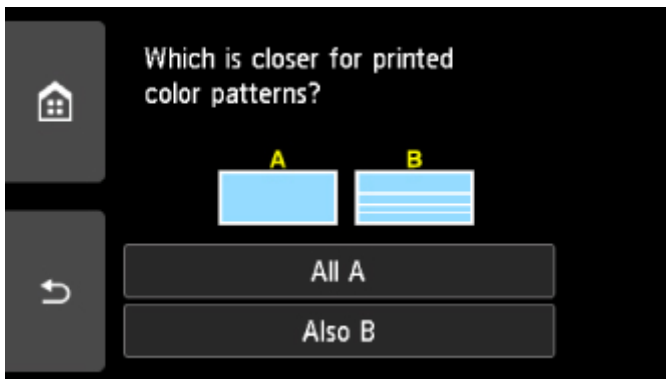 Which is closer for printed
color patterns?
A B
All A
Also B